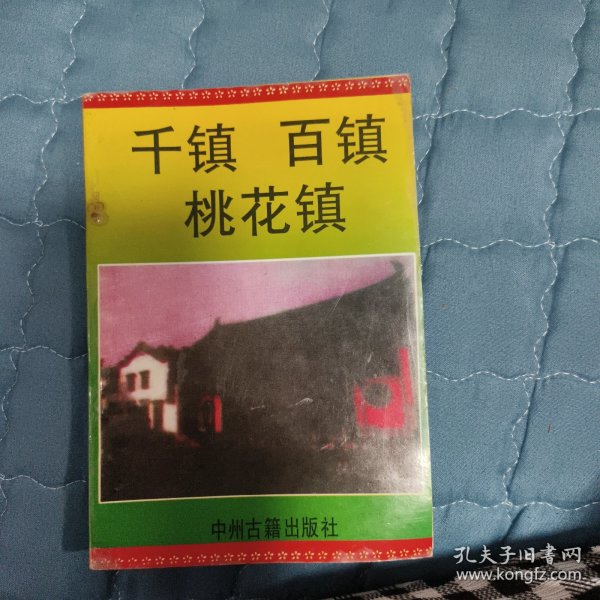 千镇 百镇
桃花镇
中州古籍出版社
孔夫子旧书网
www.kongfz.com